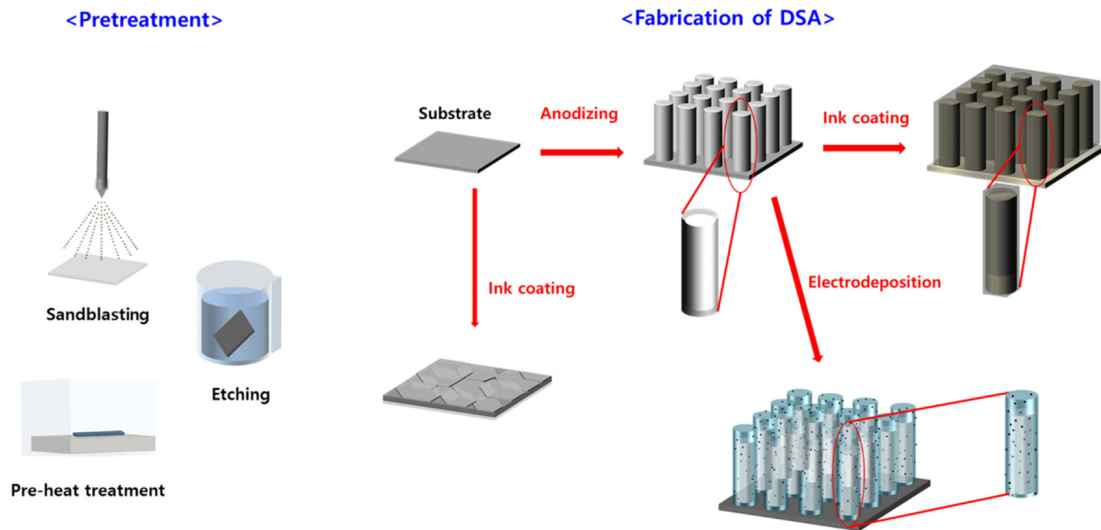 <Pretreatment>
<Fabrication of DSA>
Sandblasting
Etching
Pre-heat treatment
Substrate
Anodizing
Ink coating
Ink coating
Electrodeposition